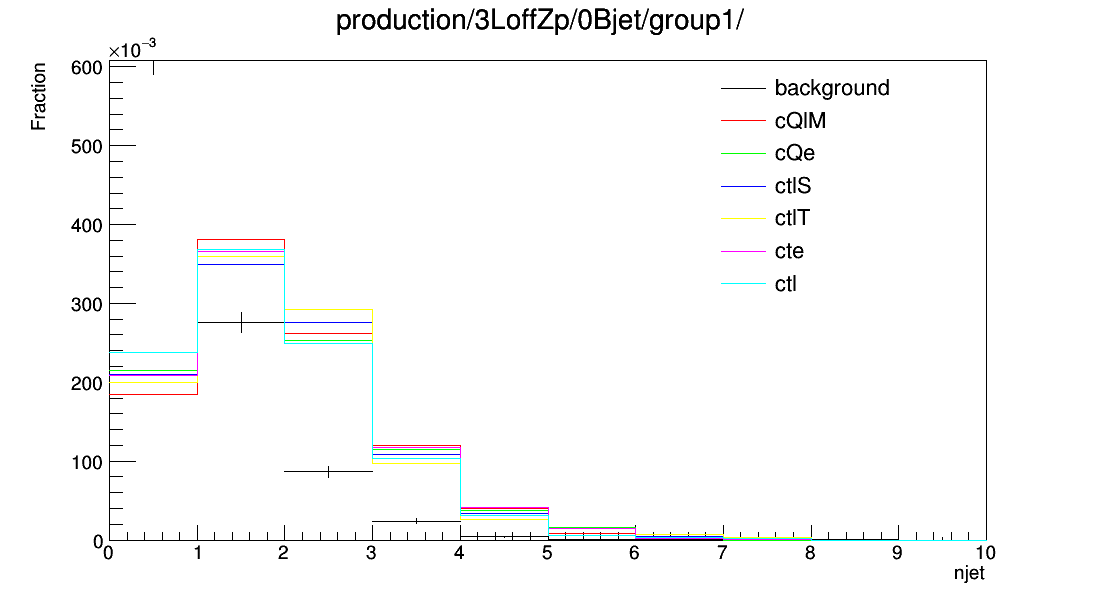 production/3LoffZp/0Bjet/group1/
×10⁻³
Fraction
600
500
400
300
200
100
0
background
cQlM
cQe
ctlS
ctlT
cte
ctl
0 1 2 3 4 5 6 7 8 9 10
njet